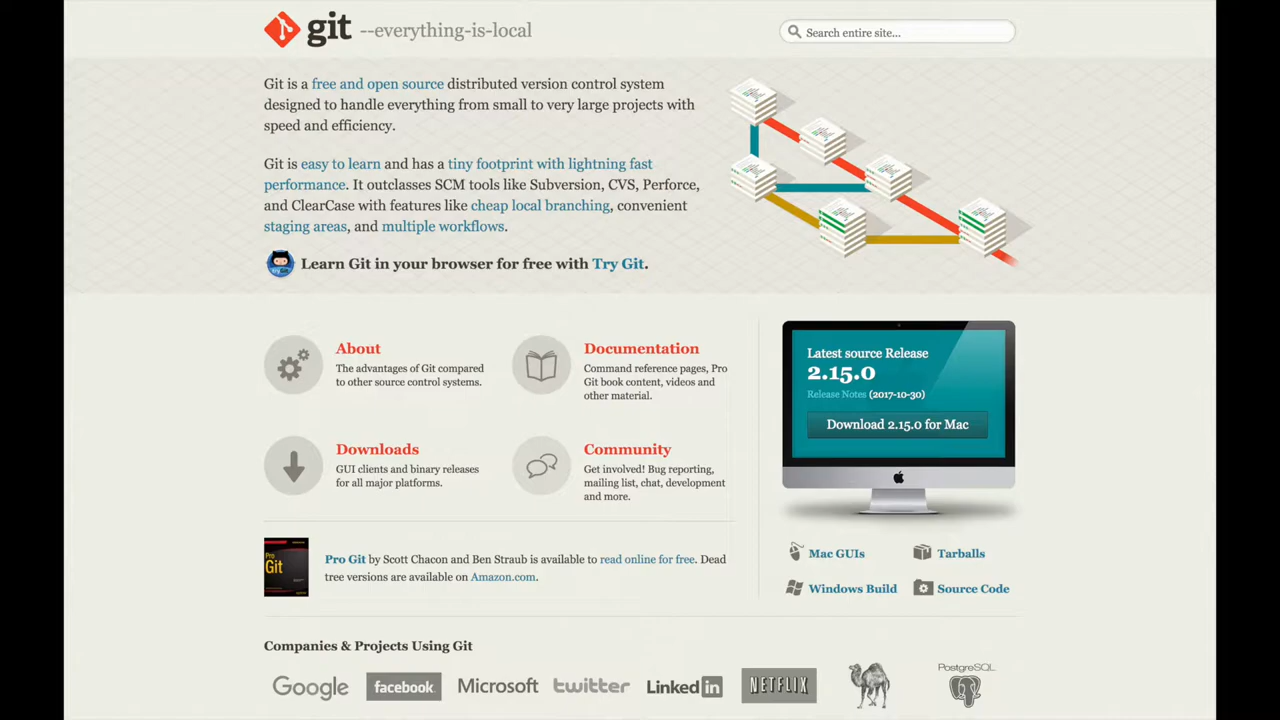 git --everything-is-local
Search entire site...
Git is a free and open source distributed version control system
designed to handle everything from small to very large projects with
speed and efficiency.
Git is easy to learn and has a tiny footprint with lightning fast
performance. It outclasses SCM tools like Subversion, CVS, Perforce,
and ClearCase with features like cheap local branching, convenient
staging areas, and multiple workflows.
Learn Git in your browser for free with Try Git.
About
The advantages of Git compared
to other source control systems.
Documentation
Command reference pages, Pro
Git book content, videos and
other material.
Downloads
GUI clients and binary releases
for all major platforms.
Community
Get involved! Bug reporting,
mailing list, chat, development
and more.
Pro
Git
Pro Git by Scott Chacon and Ben Straub is available to read online for free. Dead
tree versions are available on Amazon.com.
Latest source Release
2.15.0
Release Notes (2017-10-30)
Download 2.15.0 for Mac
Mac GUIs
Tarballs
Windows Build
Source Code
Companies & Projects Using Git
Google facebook Microsoft twitter Linked in NETFLIX PostgreSQL